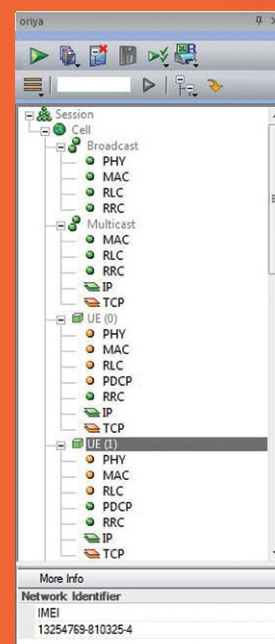 oriya
Session
Cell
Broadcast
PHY
MAC
RLC
RRC
Multicast
MAC
RLC
RRC
IP
TCP
UE (0)
PHY
MAC
RLC
PDCP
RRC
IP
TCP
UE (1)
PHY
MAC
RLC
PDCP
RRC
IP
TCP
More Info
Network Identifier
IMEI
13254769-810325-4